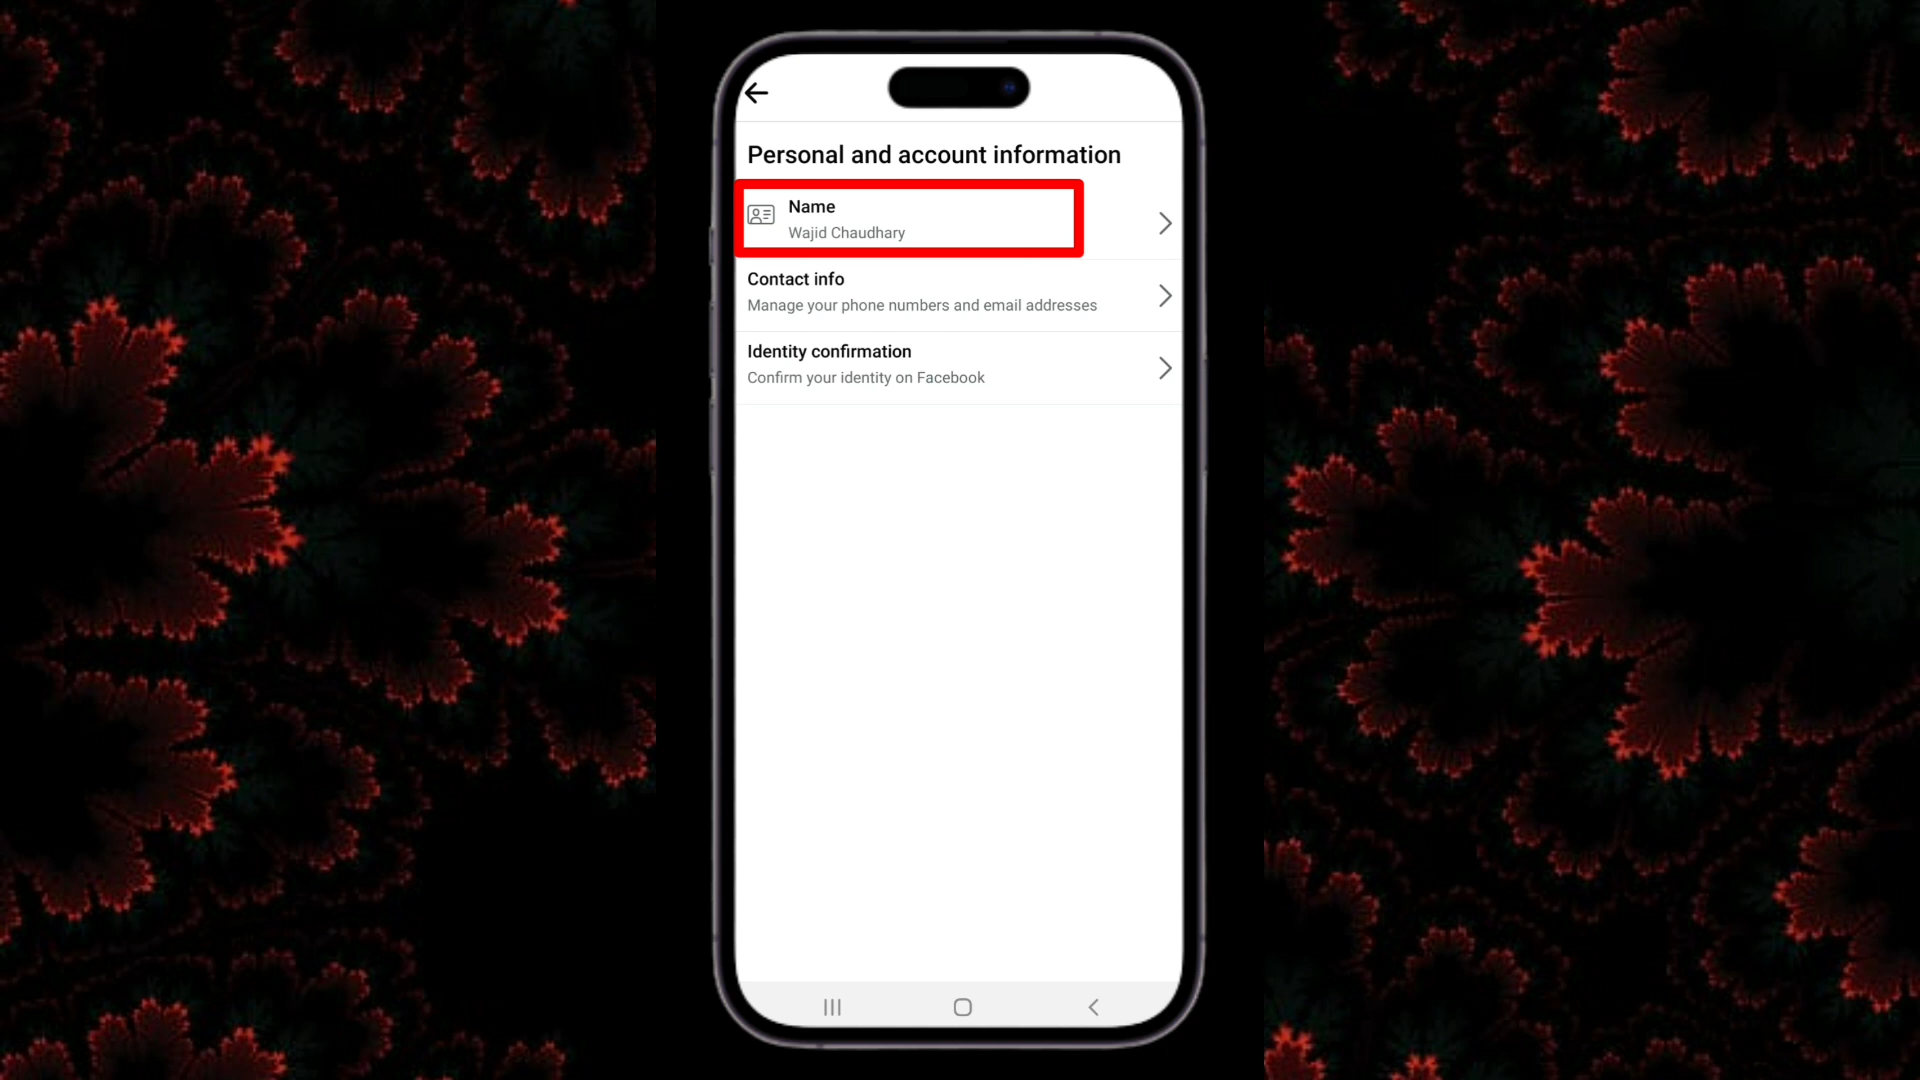 Personal and account information
Name
Wajid Chaudhary
Contact info
Manage your phone numbers and email addresses
Identity confirmation
Confirm your identity on Facebook